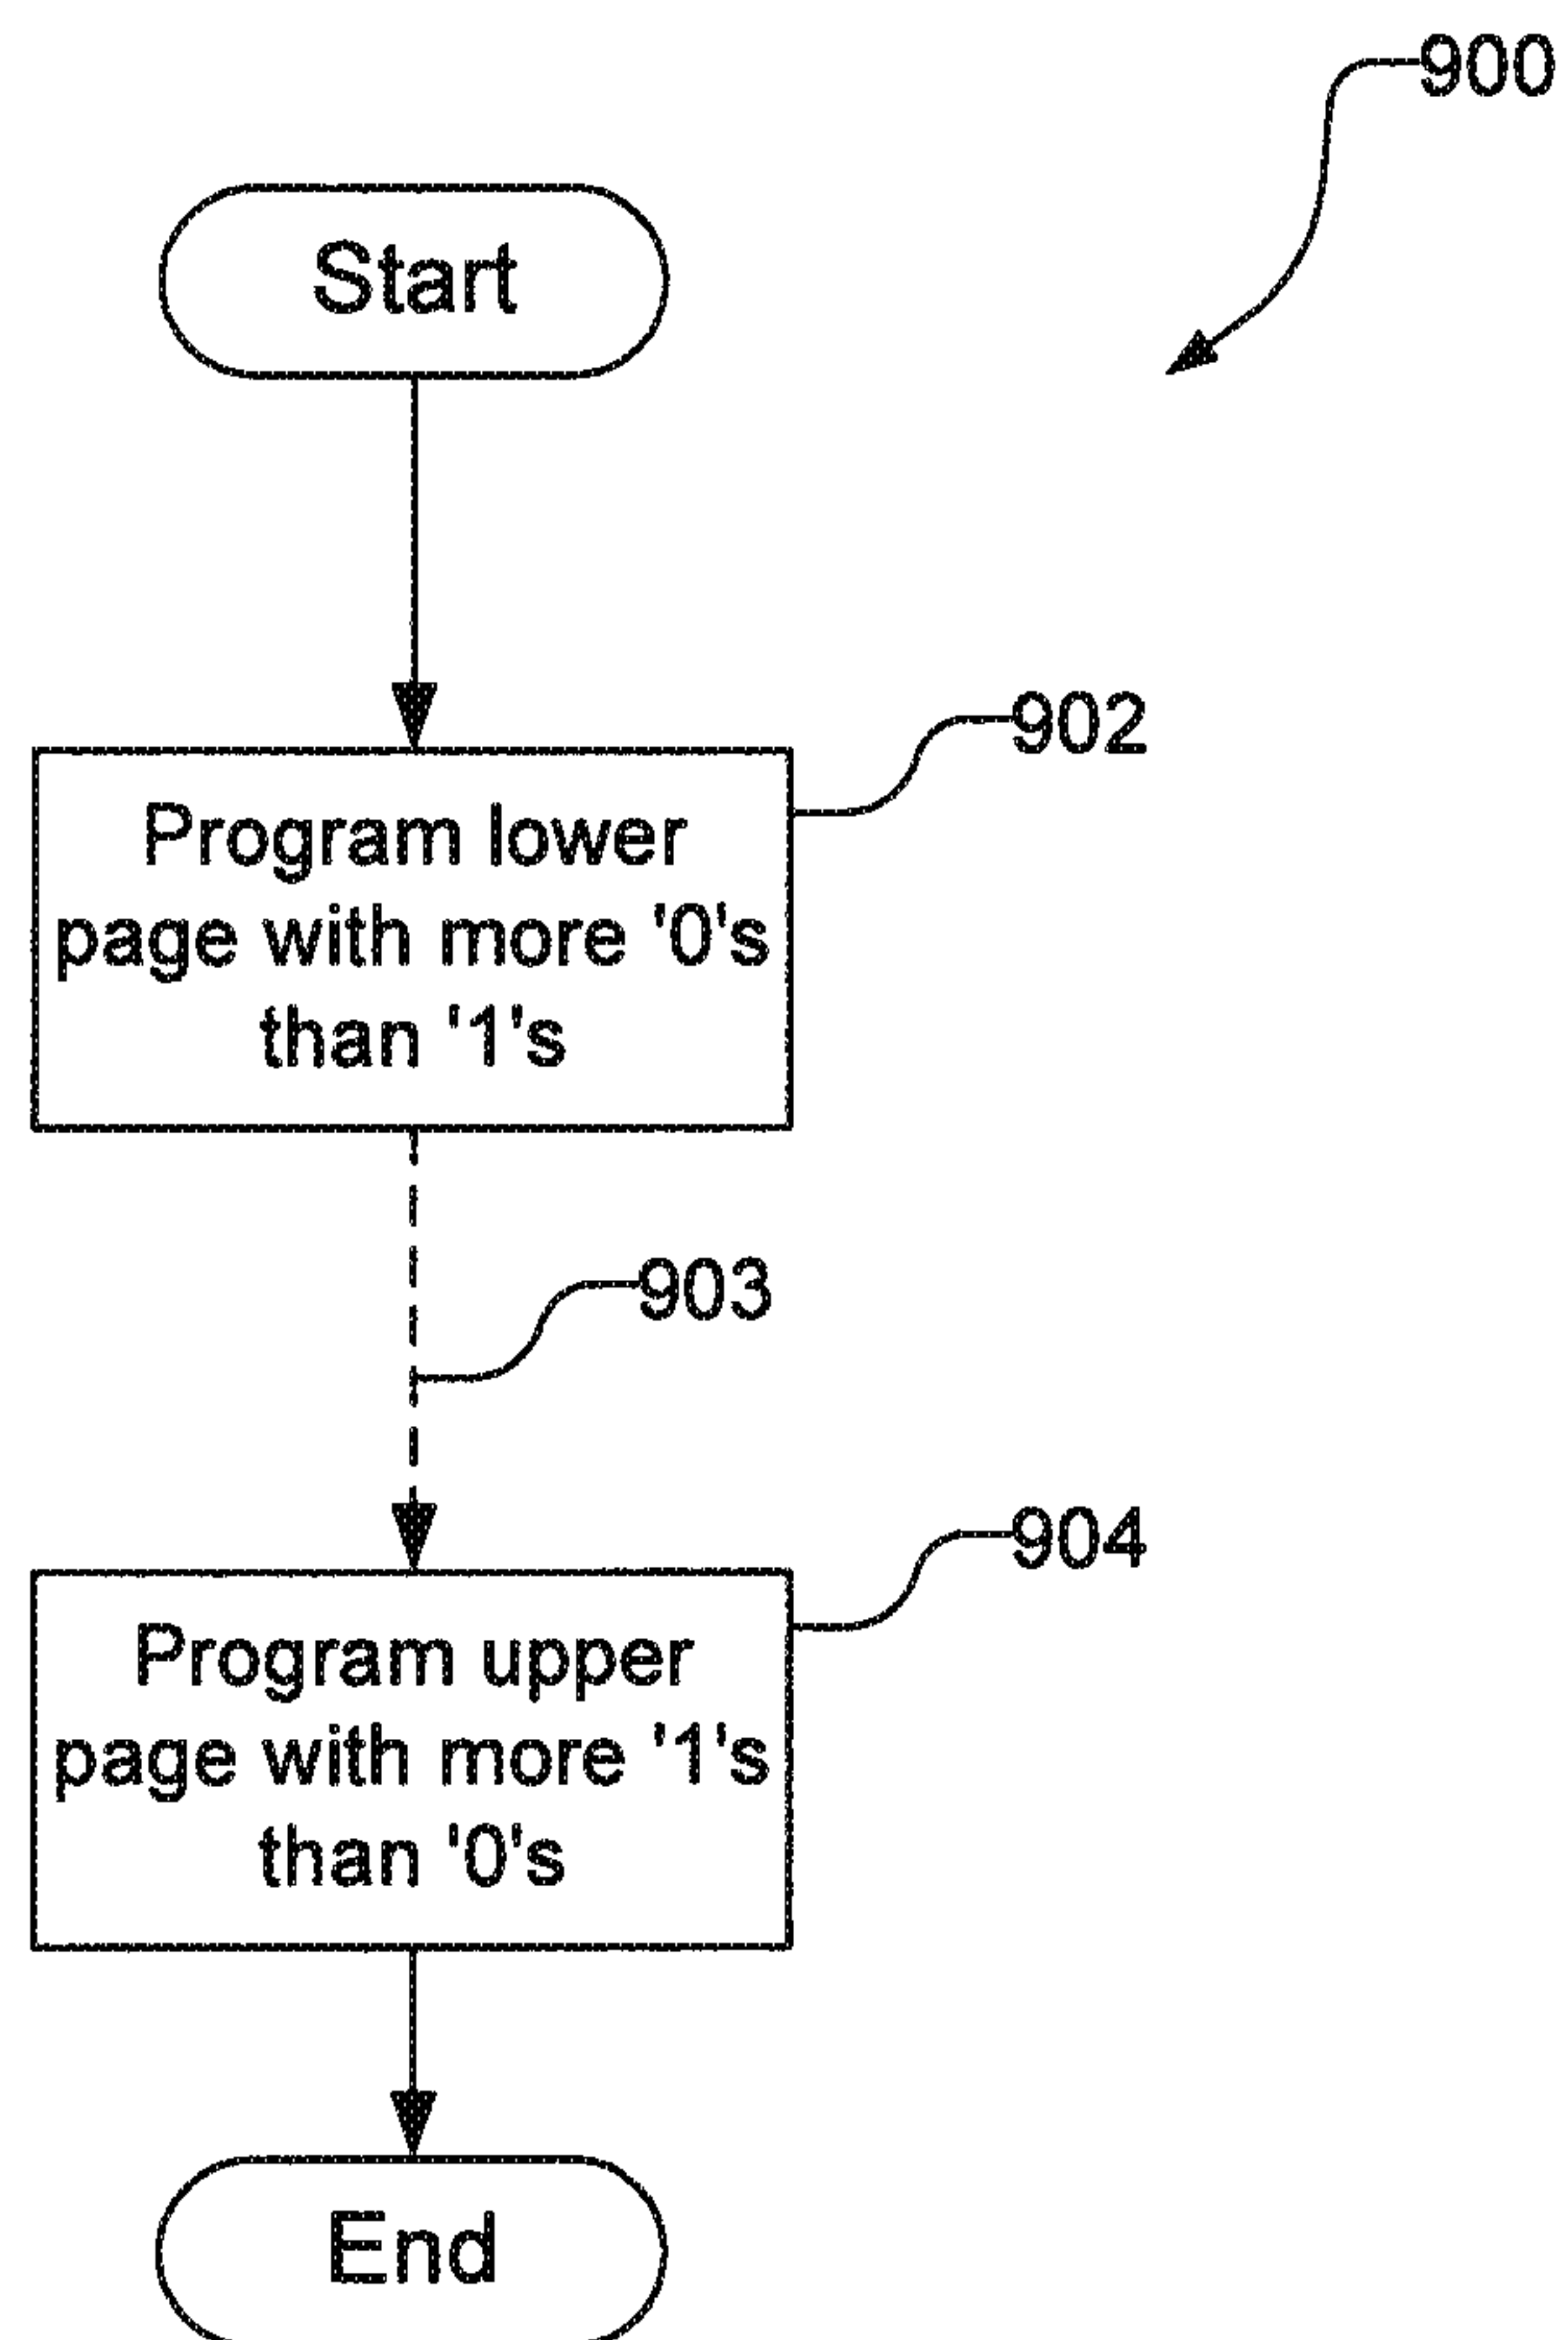 900
Start
902
Program lower
page with more '0's
than '1's
903
904
Program upper
page with more '1's
than '0's
End